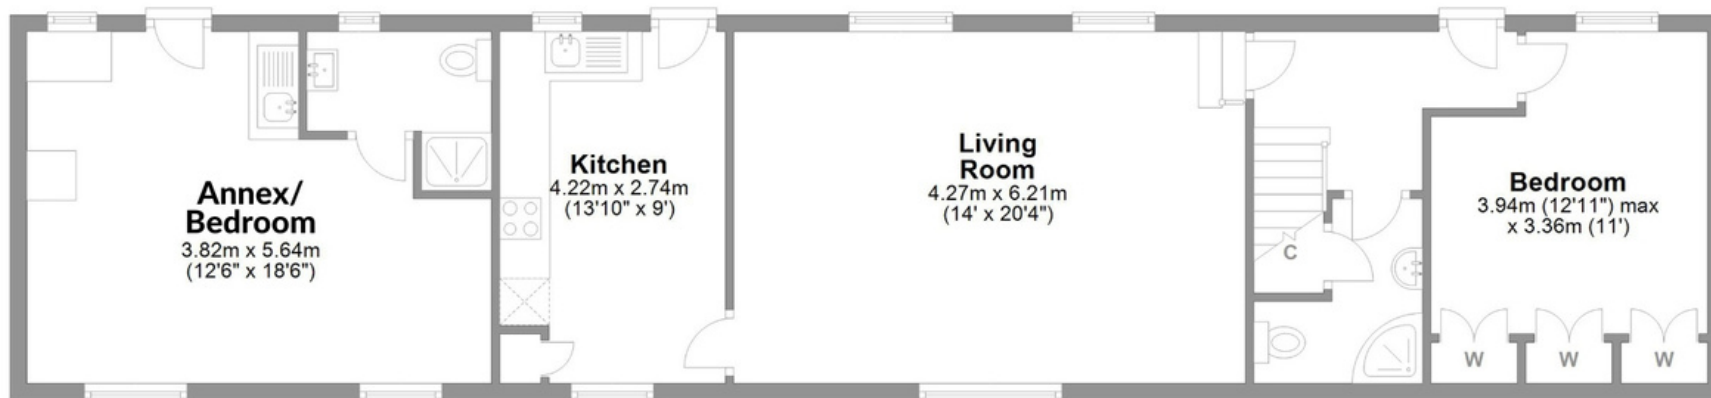 Annex/
Bedroom
3.82m x 5.64m
(12'6" x 18'6")
Kitchen
4.22m x 2.74m
(13'10" x 9')
Living
Room
4.27m x 6.21m
(14' x 20'4")
C
Bedroom
3.94m (12'11") max
x 3.36m (11')
W
W
W